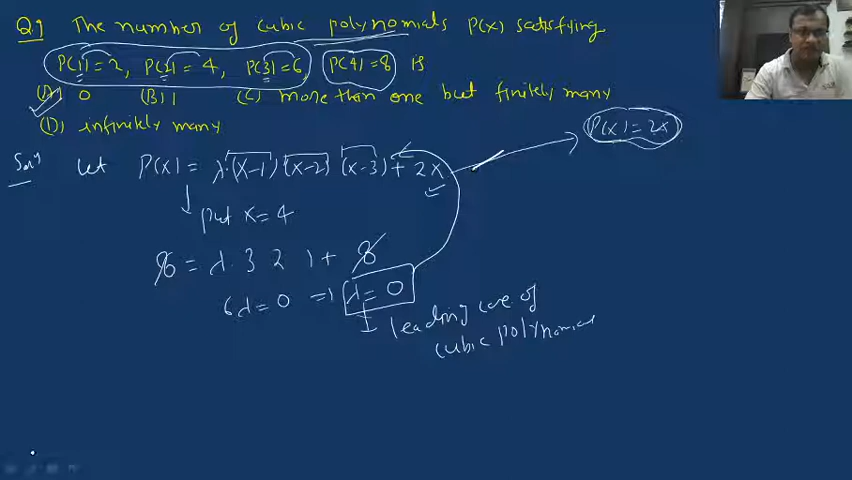 Q.9 The number of cubic polynomials P(x) satisfying
P(1)=2, P(2)=4, P(3)=6, P(4)=8 is
(A) 0 (B) 1 (C) more than one but finitely many
(D) infinitely many
P(x)=2x
Solⁿ let P(x) = λ.(x-1) (x-2) (x-3) + 2x
put x=4
8 = λ. 3 2 1 + 8
6λ=0 ⇒ λ=0
leading coe of
cubic polynomial